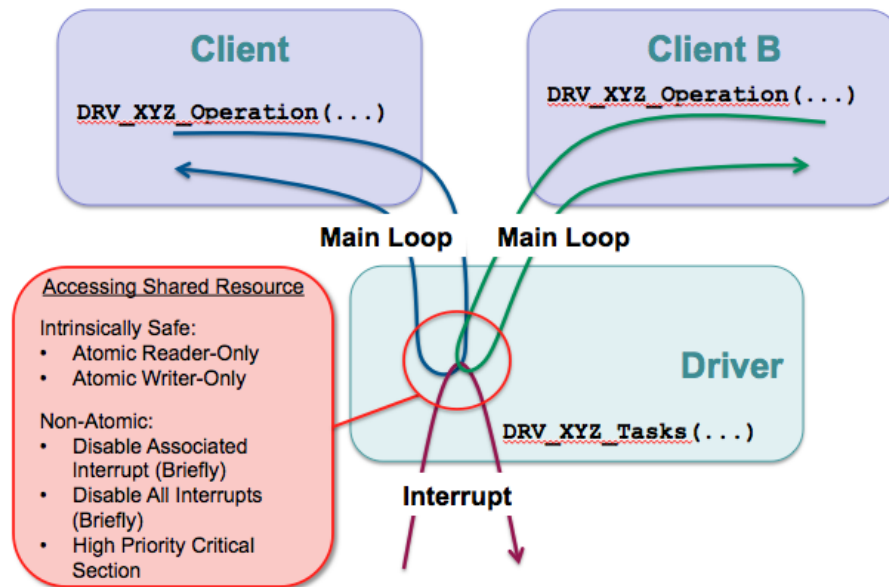 Client
DRV_XYZ_Operation(...)
Client B
DRV_XYZ_Operation(...)
Main Loop
Main Loop
Accessing Shared Resource
Intrinsically Safe:
• Atomic Reader-Only
• Atomic Writer-Only
Non-Atomic:
• Disable Associated
Interrupt (Briefly)
• Disable All Interrupts
(Briefly)
• High Priority Critical
Section
Driver
DRV_XYZ_Tasks(...)
Interrupt